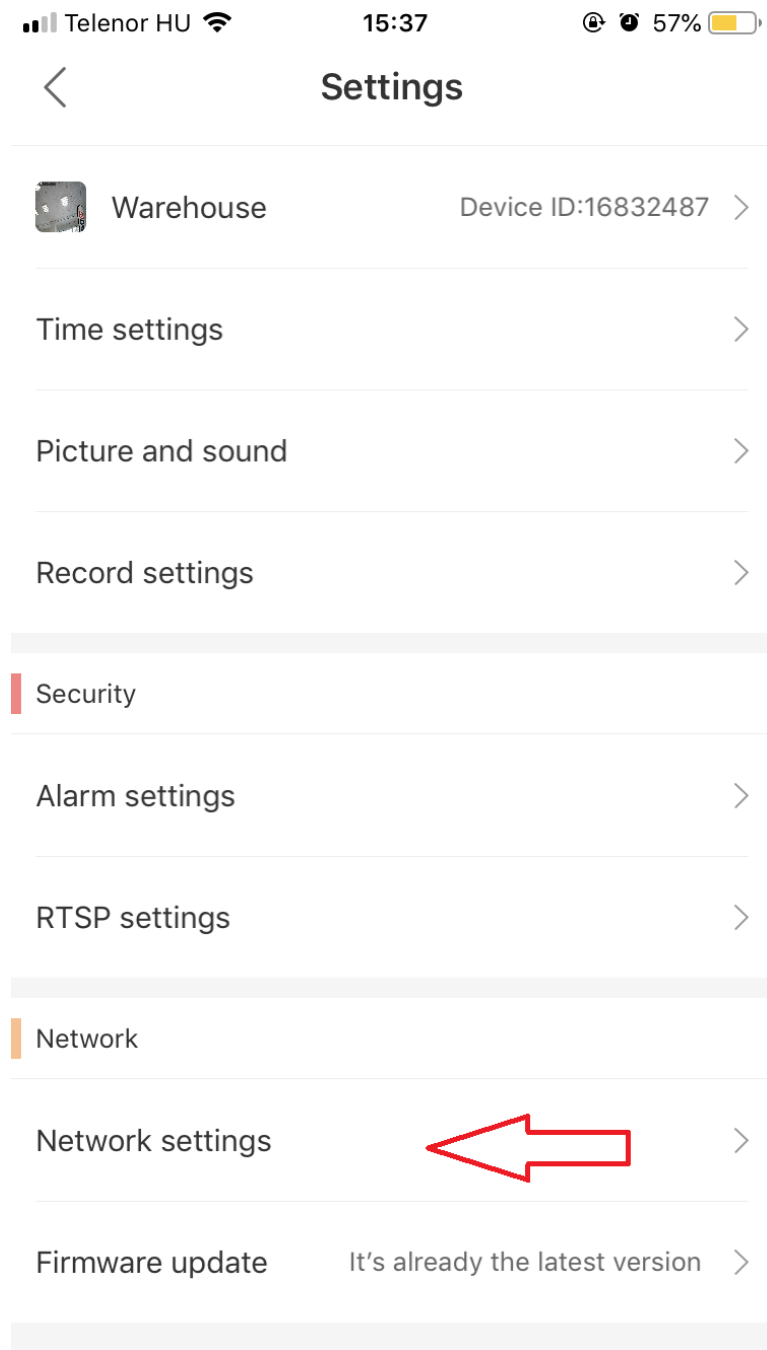 Telenor HU 15:37 57%
Settings
Warehouse Device ID:16832487
Time settings
Picture and sound
Record settings
Security
Alarm settings
RTSP settings
Network
Network settings
Firmware update It’s already the latest version